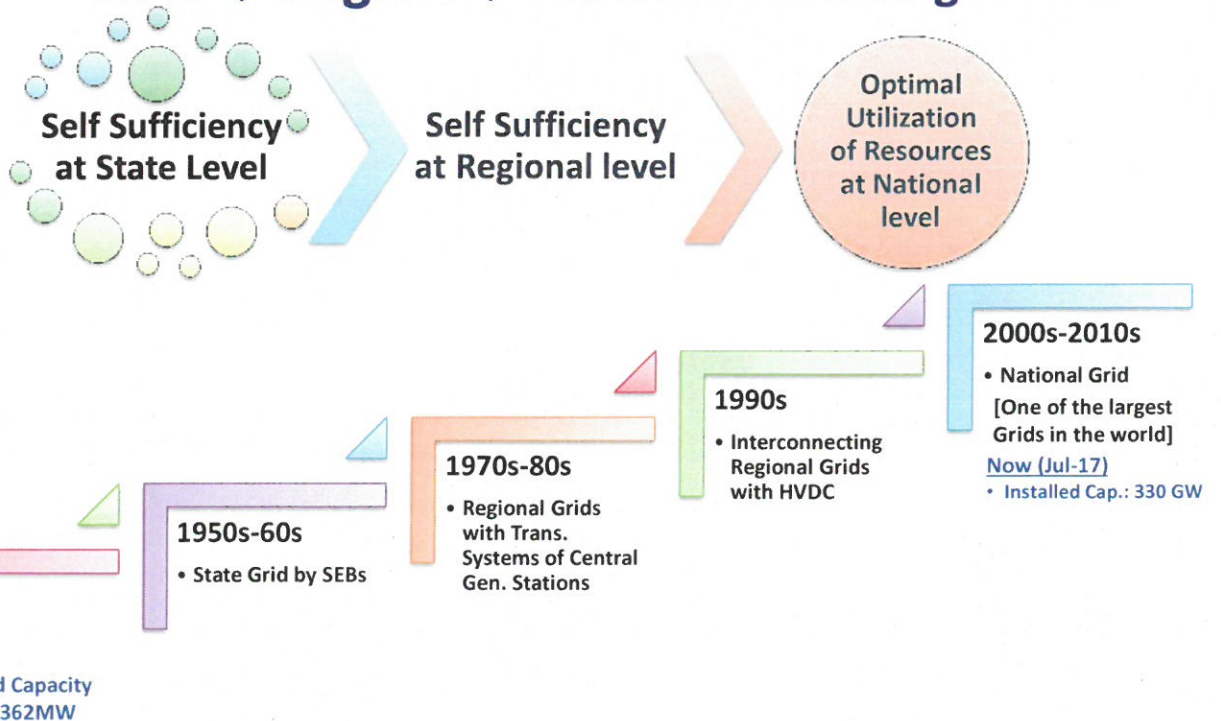 Self Sufficiency
at State Level
Self Sufficiency
at Regional level
Optimal
Utilization
of Resources
at National
level
2000s-2010s
• National Grid
[One of the largest
Grids in the world]
Now (Jul-17)
• Installed Cap.: 330 GW
1990s
• Interconnecting
Regional Grids
with HVDC
1970s-80s
• Regional Grids
with Trans.
Systems of Central
Gen. Stations
1950s-60s
• State Grid by SEBs
d Capacity
362MW